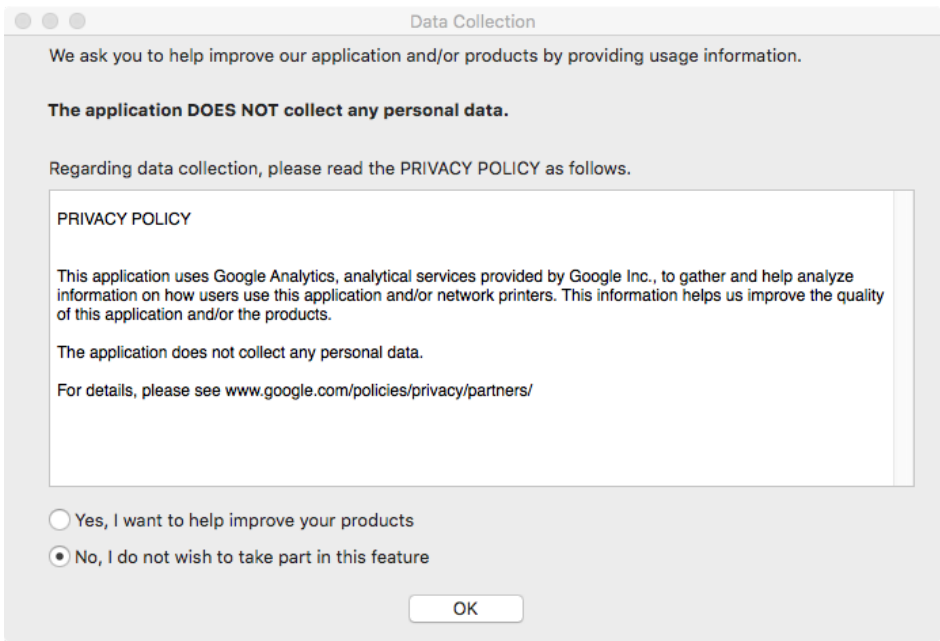 Data Collection
We ask you to help improve our application and/or products by providing usage information.
The application DOES NOT collect any personal data.
Regarding data collection, please read the PRIVACY POLICY as follows.
PRIVACY POLICY
This application uses Google Analytics, analytical services provided by Google Inc., to gather and help analyze
information on how users use this application and/or network printers. This information helps us improve the quality
of this application and/or the products.
The application does not collect any personal data.
For details, please see www.google.com/policies/privacy/partners/
Yes, I want to help improve your products
No, I do not wish to take part in this feature
OK